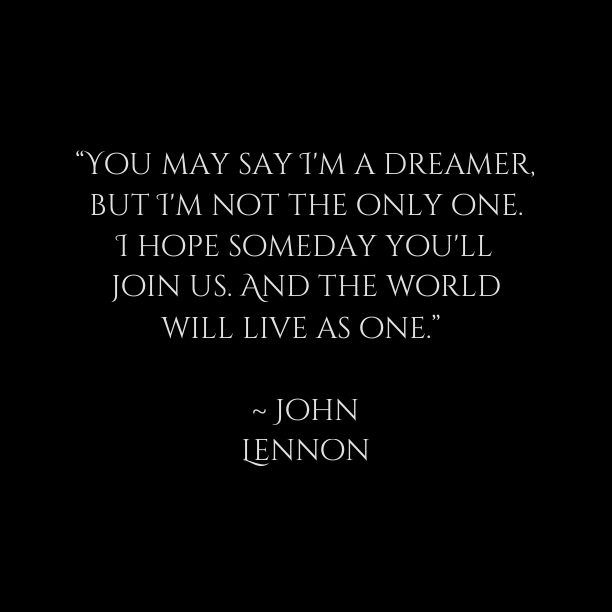 “You may say I'm a dreamer,
but I'm not the only one.
I hope someday you'll
join us. And the world
will live as one.”
~ John
Lennon